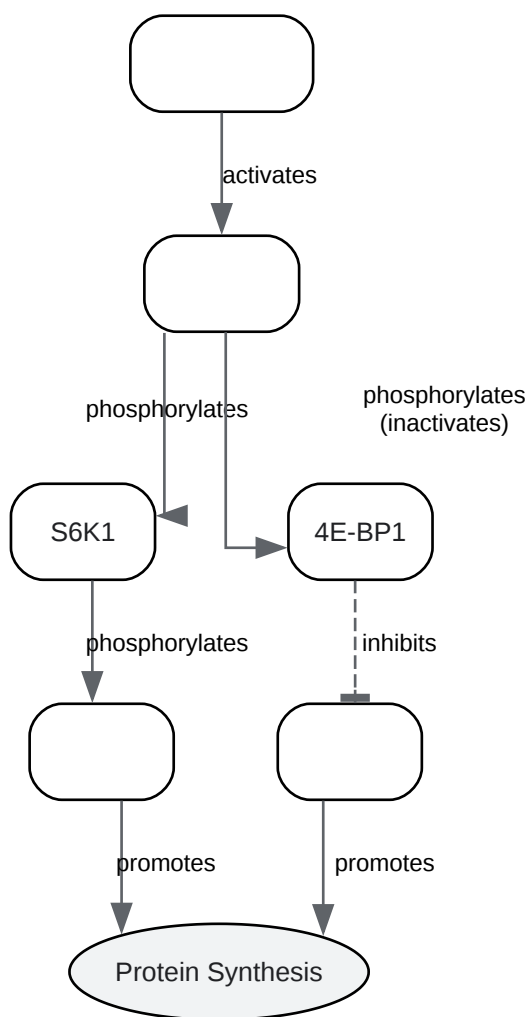 activates
phosphorylates
phosphorylates
(inactivates)
S6K1
4E-BP1
phosphorylates
inhibits
promotes
promotes
Protein Synthesis